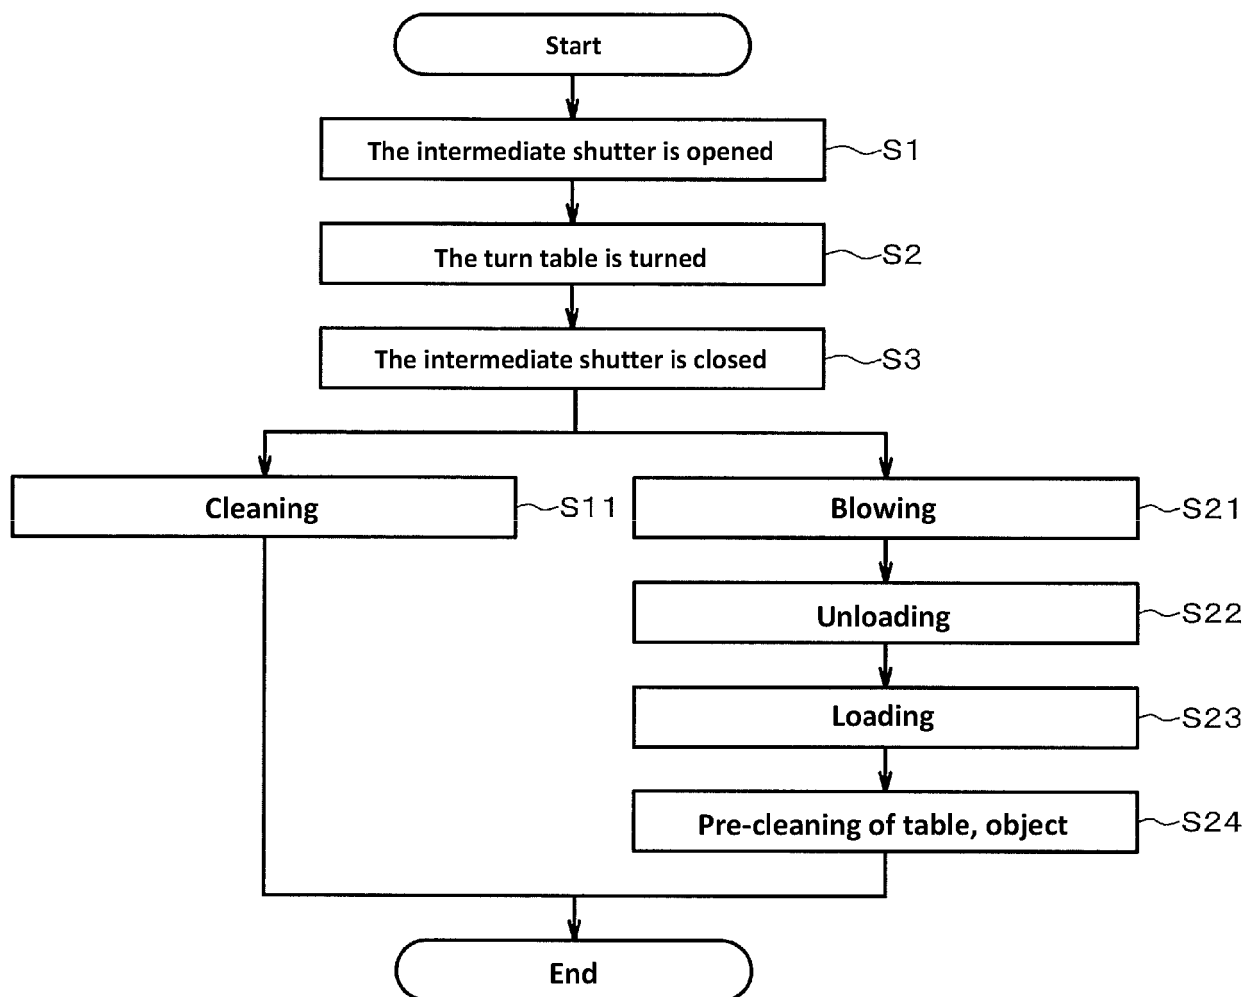 Start
The intermediate shutter is opened
S1
The turn table is turned
S2
The intermediate shutter is closed
S3
Cleaning
S11
Blowing
S21
Unloading
S22
Loading
S23
Pre-cleaning of table, object
S24
End